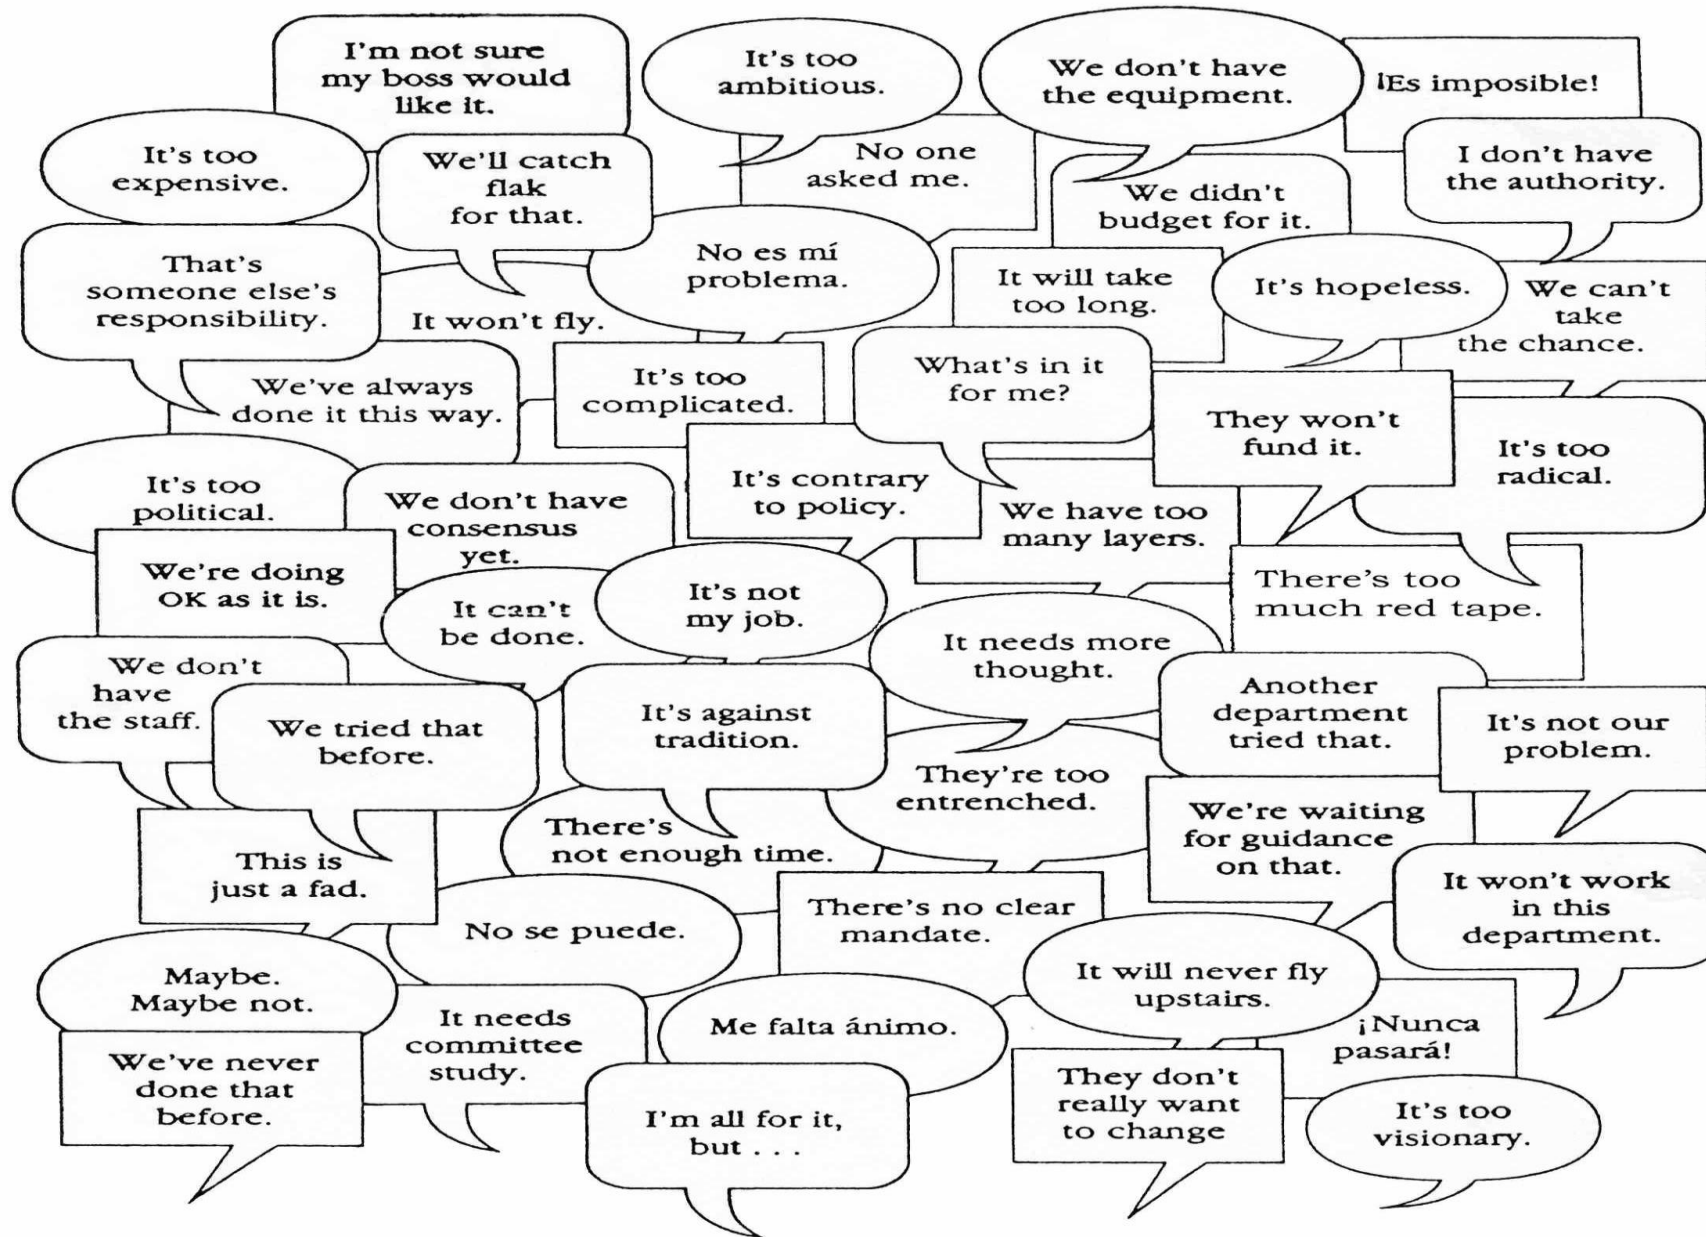 I'm not sure
my boss would
like it.
It's too
ambitious.
We don't have
the equipment.
¡Es imposible!
It's too
expensive.
We'll catch
flak
for that.
No one
asked me.
We didn't
budget for it.
I don't have
the authority.
That's
someone else's
responsibility.
It won't fly.
No es mí
problema.
It will take
too long.
It's hopeless.
We can't
take
the chance.
We've always
done it this way.
It's too
complicated.
What's in it
for me?
They won't
fund it.
It's too
radical.
It's too
political.
We don't have
consensus
yet.
It's contrary
to policy.
We have too
many layers.
We're doing
OK as it is.
It can't
be done.
It's not
my job.
There's too
much red tape.
It needs more
thought.
We don't
have
the staff.
We tried that
before.
It's against
tradition.
Another
department
tried that.
It's not our
problem.
They're too
entrenched.
There's
not enough time.
We're waiting
for guidance
on that.
This is
just a fad.
No se puede.
There's no clear
mandate.
It won't work
in this
department.
Maybe.
Maybe not.
It will never fly
upstairs.
It needs
committee
study.
Me falta ánimo.
¡Nunca
pasará!
We've never
done that
before.
They don't
really want
to change
I'm all for it,
but . . .
It's too
visionary.